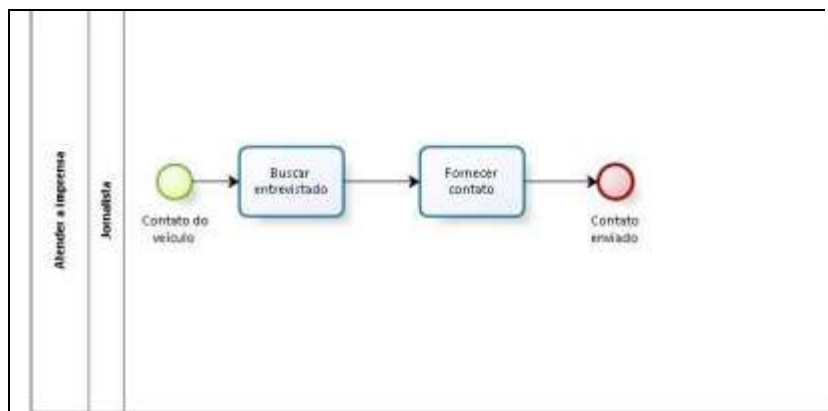 Atender a imprensa
Jornalista
Contato do
veículo
Buscar
entrevistado
Fornecer
contato
Contato
enviado